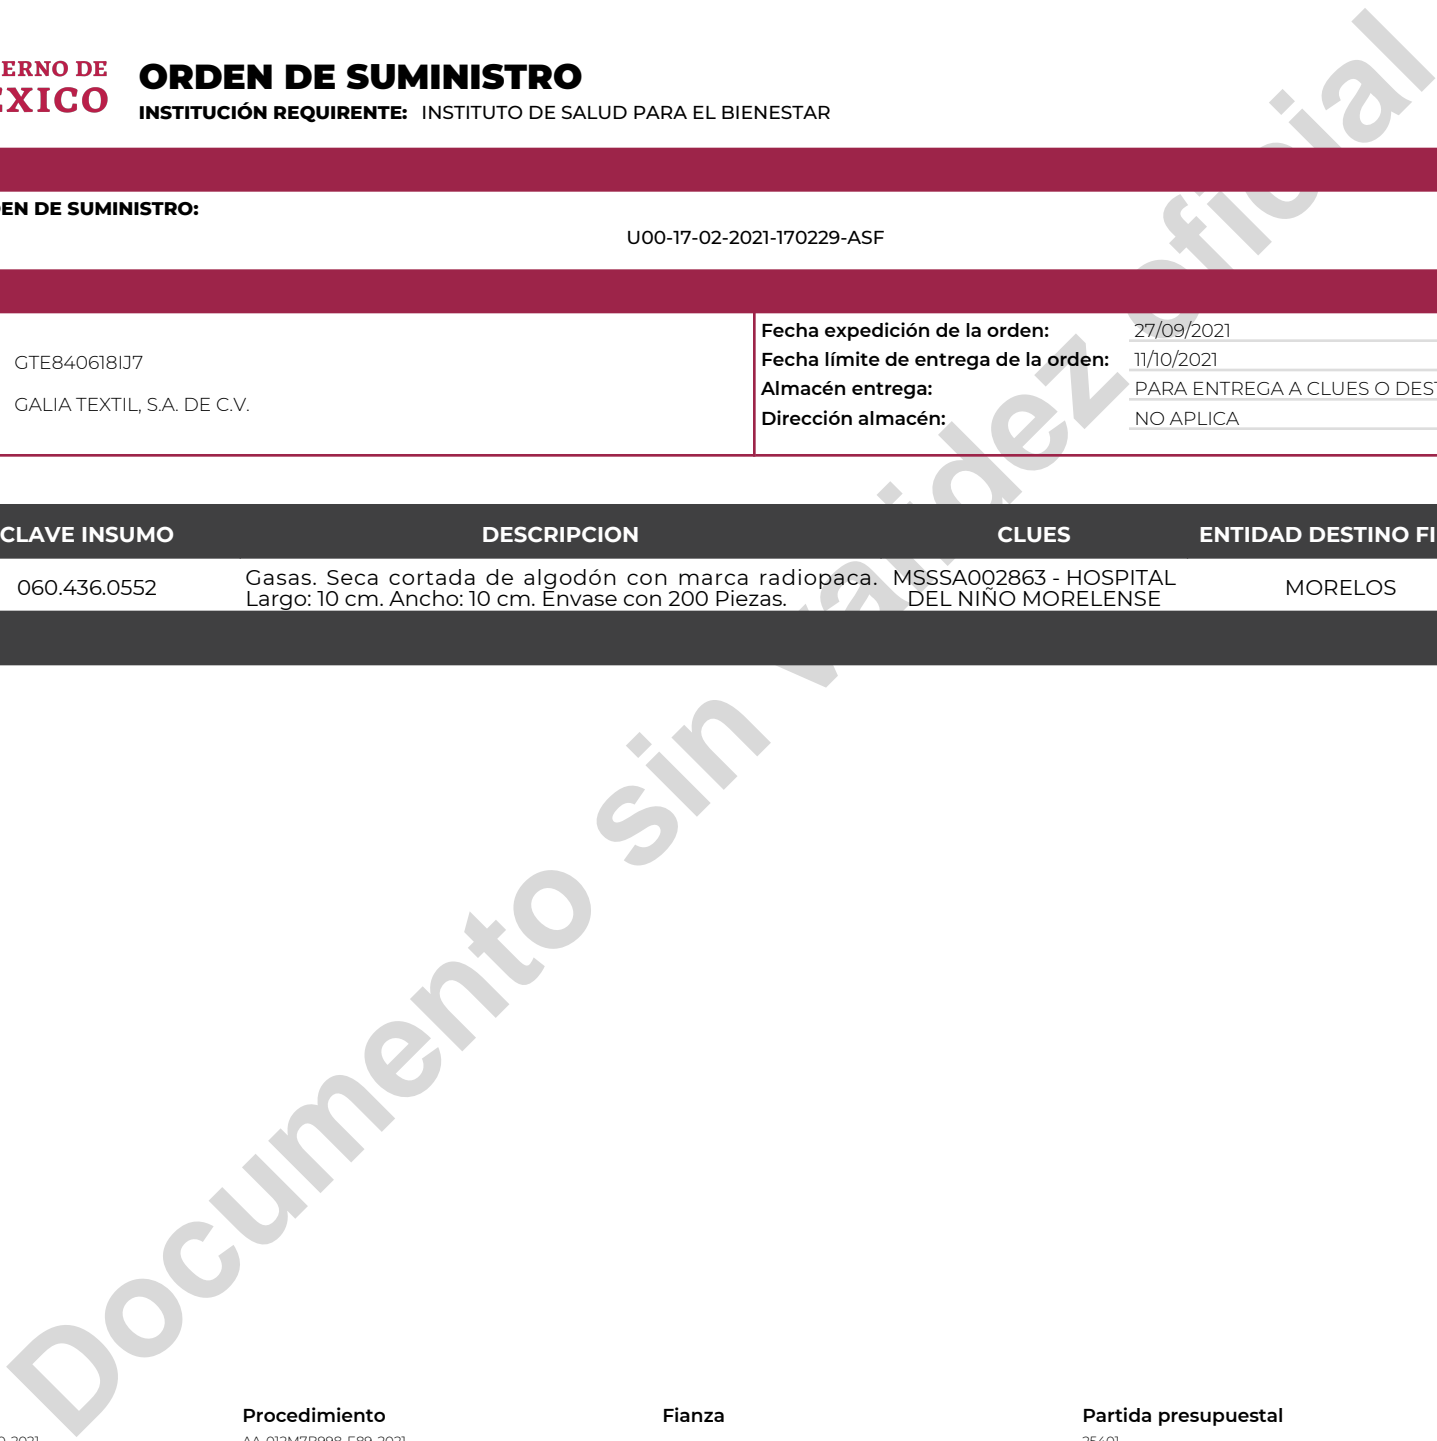 ERNO DE
EXICO
ORDEN DE SUMINISTRO
INSTITUCIÓN REQUIRENTE: INSTITUTO DE SALUD PARA EL BIENESTAR
EN DE SUMINISTRO:
U00-17-02-2021-170229-ASF
GTE840618IJ7
GALIA TEXTIL, S.A. DE C.V.
Fecha expedición de la orden: 27/09/2021
Fecha límite de entrega de la orden: 11/10/2021
Almacén entrega: PARA ENTREGA A CLUES O DEST
Dirección almacén: NO APLICA
CLAVE INSUMO DESCRIPCION CLUES ENTIDAD DESTINO FI
060.436.0552
Gasas. Seca cortada de algodón con marca radiopaca.
Largo: 10 cm. Ancho: 10 cm. Envase con 200 Piezas.
MSSSA002863 - HOSPITAL
DEL NIÑO MORELENSE
MORELOS
Documento sin validez oficial
Procedimiento Fianza Partida presupuestal